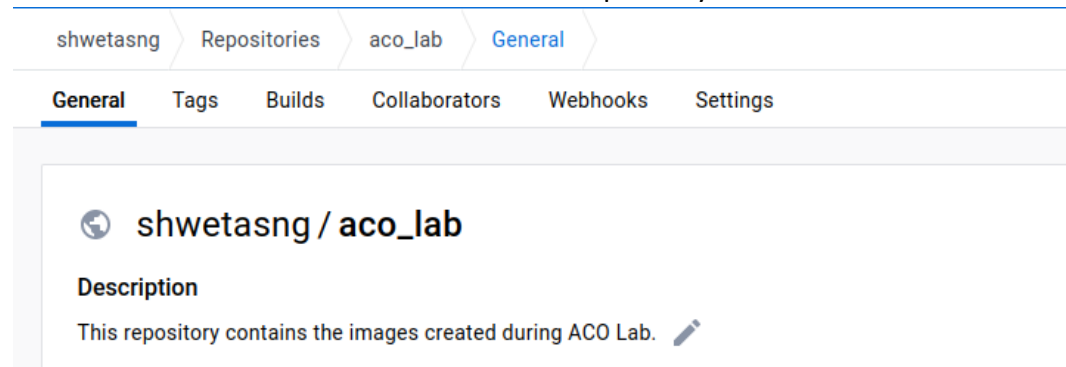 shwetasng Repositories aco_lab General
General Tags Builds Collaborators Webhooks Settings
shwetasng / aco_lab
Description
This repository contains the images created during ACO Lab.